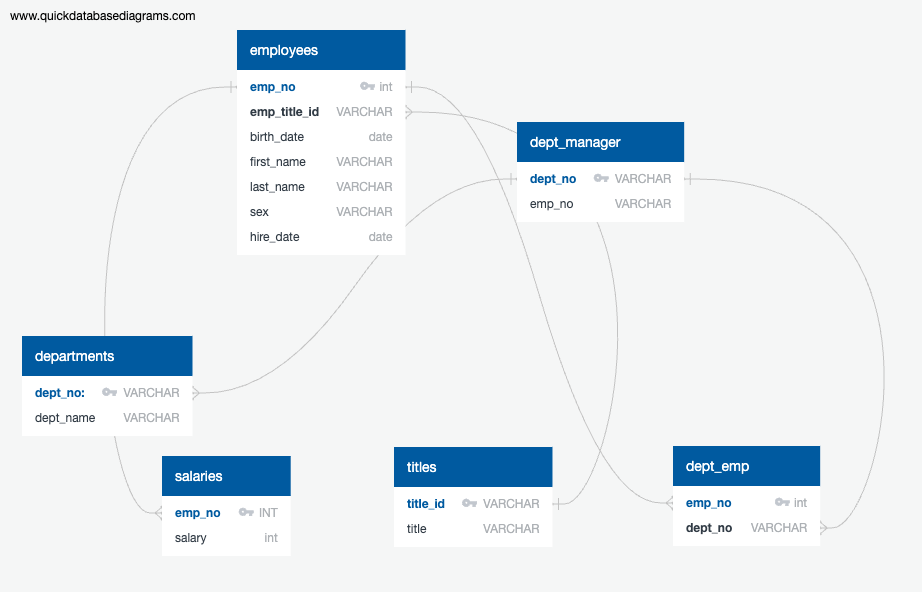 www.quickdatabasediagrams.com
employees
emp_no int
emp_title_id VARCHAR
birth_date date
first_name VARCHAR
last_name VARCHAR
sex VARCHAR
hire_date date
dept_manager
dept_no VARCHAR
emp_no VARCHAR
departments
dept_no: VARCHAR
dept_name VARCHAR
salaries
emp_no INT
salary int
titles
title_id VARCHAR
title VARCHAR
dept_emp
emp_no int
dept_no VARCHAR